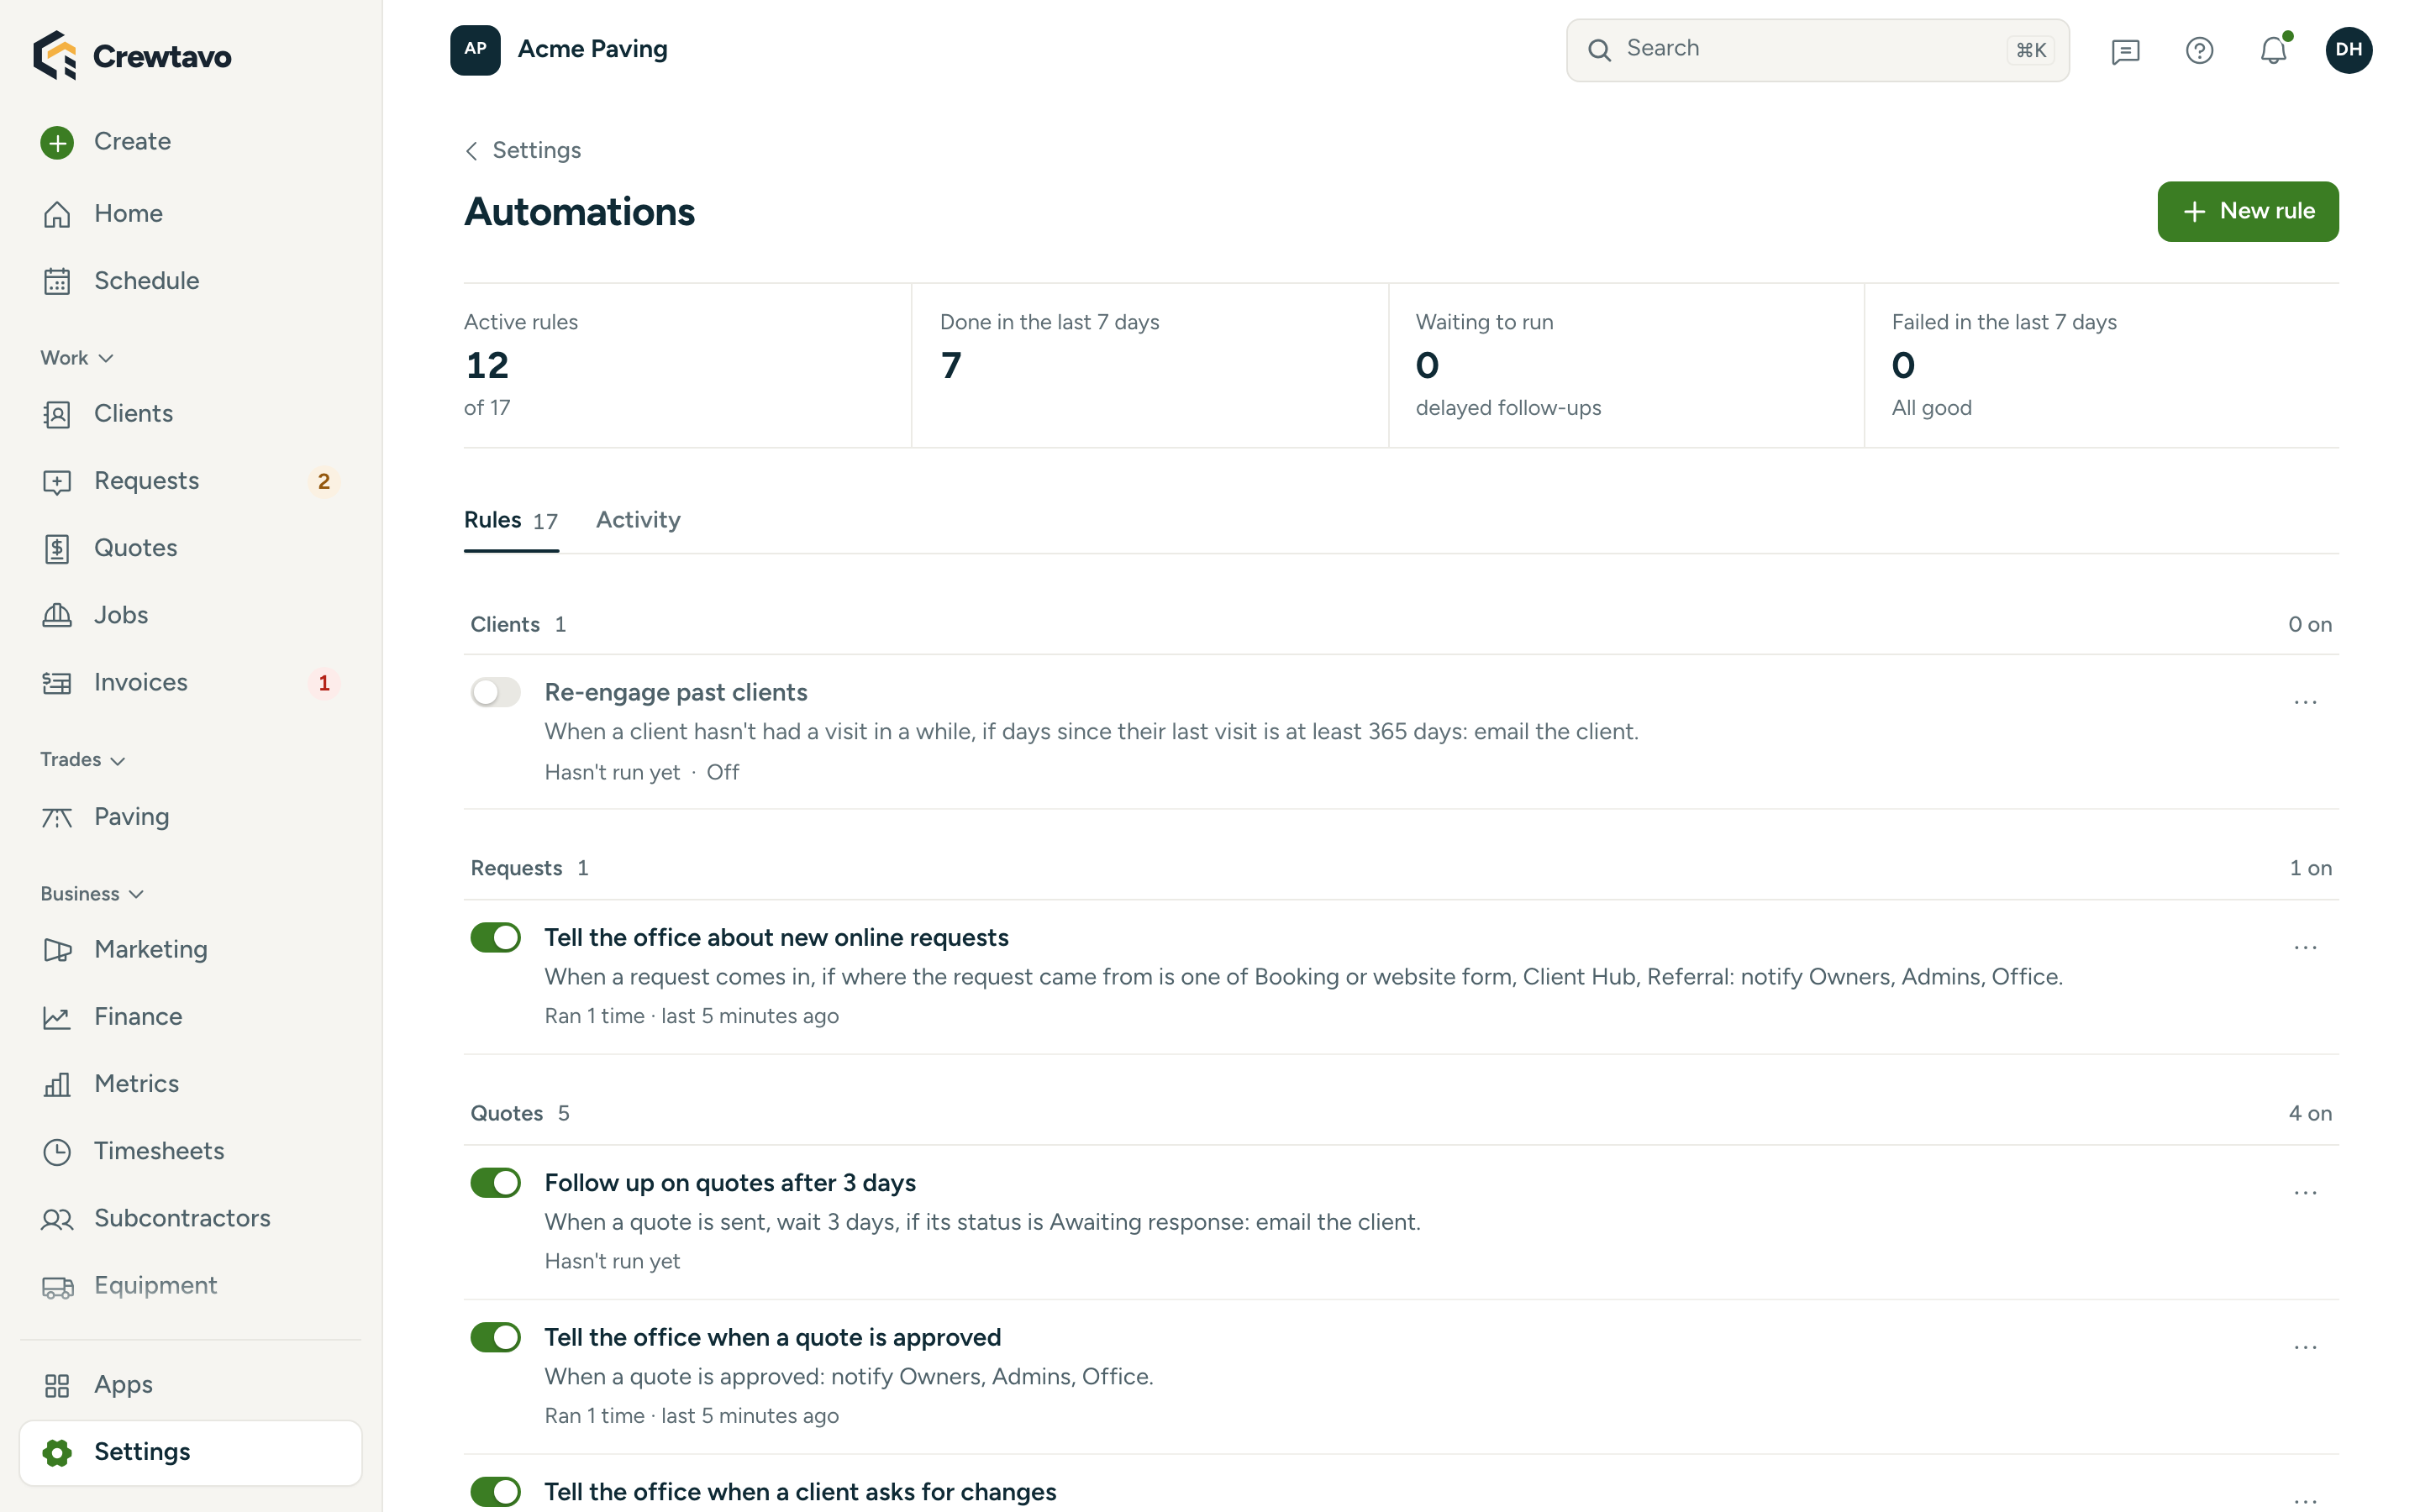 Crewtavo
Create
Home
Schedule
Work
Clients
Requests 2
Quotes
Jobs
Invoices 1
Trades
Paving
Business
Marketing
Finance
Metrics
Timesheets
Subcontractors
Equipment
Apps
Settings
AP Acme Paving
Search ⌘K
DH
Settings
Automations
New rule
Active rules
12
of 17
Done in the last 7 days
7
Waiting to run
0
delayed follow-ups
Failed in the last 7 days
0
All good
Rules 17 Activity
Clients 1 0 on
Re-engage past clients
When a client hasn't had a visit in a while, if days since their last visit is at least 365 days: email the client.
Hasn't run yet · Off
Requests 1 1 on
Tell the office about new online requests
When a request comes in, if where the request came from is one of Booking or website form, Client Hub, Referral: notify Owners, Admins, Office.
Ran 1 time · last 5 minutes ago
Quotes 5 4 on
Follow up on quotes after 3 days
When a quote is sent, wait 3 days, if its status is Awaiting response: email the client.
Hasn't run yet
Tell the office when a quote is approved
When a quote is approved: notify Owners, Admins, Office.
Ran 1 time · last 5 minutes ago
Tell the office when a client asks for changes